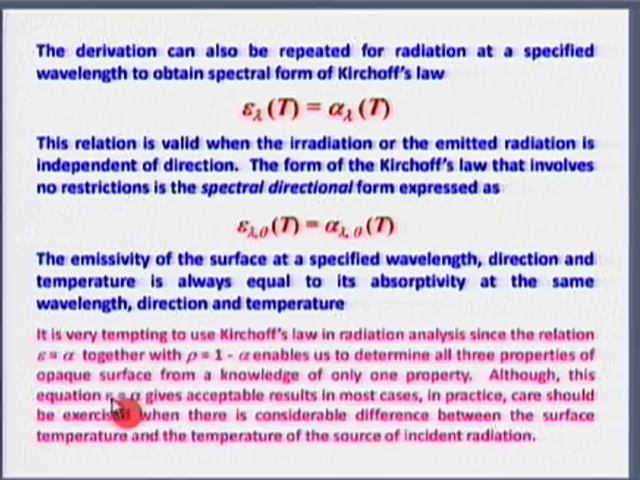 The derivation can also be repeated for radiation at a specified
wavelength to obtain spectral form of Kirchoff's law
ελ(T) = αλ(T)
This relation is valid when the irradiation or the emitted radiation is
independent of direction. The form of the Kirchoff's law that involves
no restrictions is the spectral directional form expressed as
ελ,θ(T) = αλ, θ(T)
The emissivity of the surface at a specified wavelength, direction and
temperature is always equal to its absorptivity at the same
wavelength, direction and temperature
It is very tempting to use Kirchoff's law in radiation analysis since the relation
ε = α together with ρ = 1 - α enables us to determine all three properties of
opaque surface from a knowledge of only one property. Although, this
equation ε = α gives acceptable results in most cases, in practice, care should
be exercised when there is considerable difference between the surface
temperature and the temperature of the source of incident radiation.